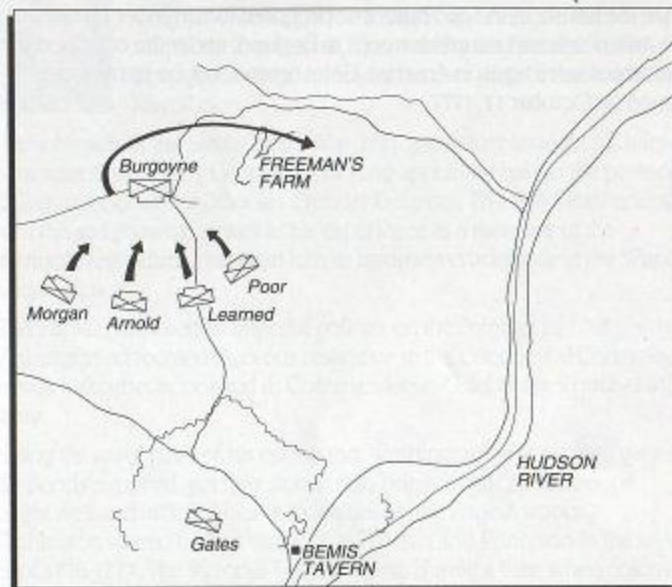 Burgoyne
FREEMAN'S
FARM
Morgan
Arnold
Learned
Poor
HUDSON
RIVER
Gates
BEMIS
TAVERN